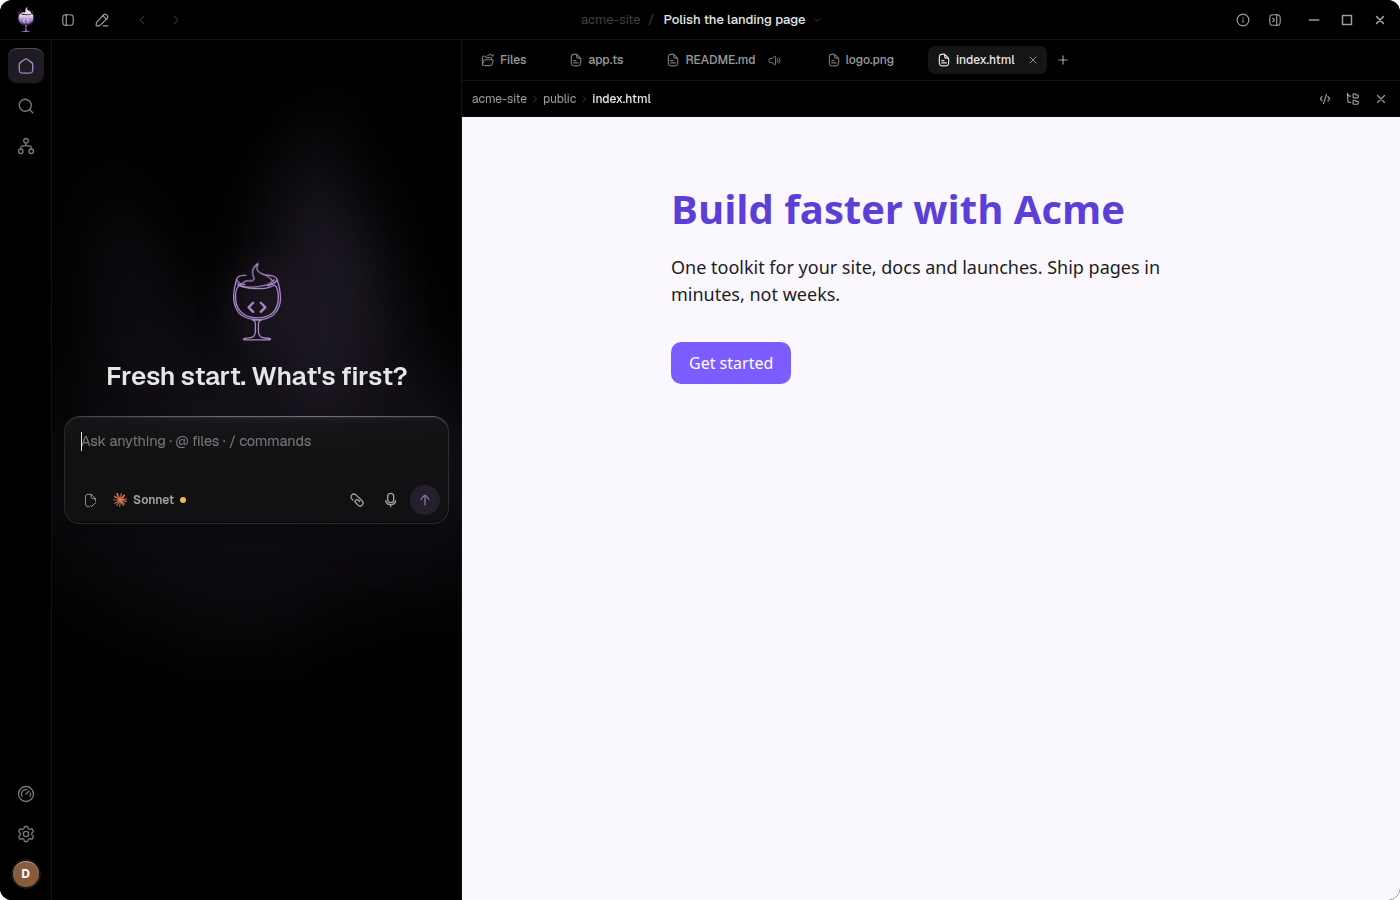 acme-site / Polish the landing page
Files
app.ts
README.md
logo.png
index.html
acme-site > public > index.html
Fresh start. What's first?
Ask anything · @ files · / commands
Sonnet
D
Build faster with Acme
One toolkit for your site, docs and launches. Ship pages in
minutes, not weeks.
Get started